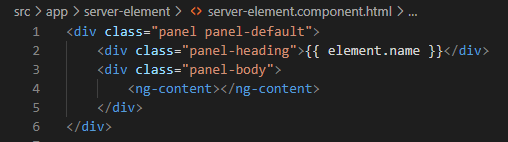 src > app > server-element > <> server-element.component.html > ...
1 <div class="panel panel-default">
2     <div class="panel-heading">{{ element.name }}</div>
3     <div class="panel-body">
4         <ng-content></ng-content>
5     </div>
6 </div>